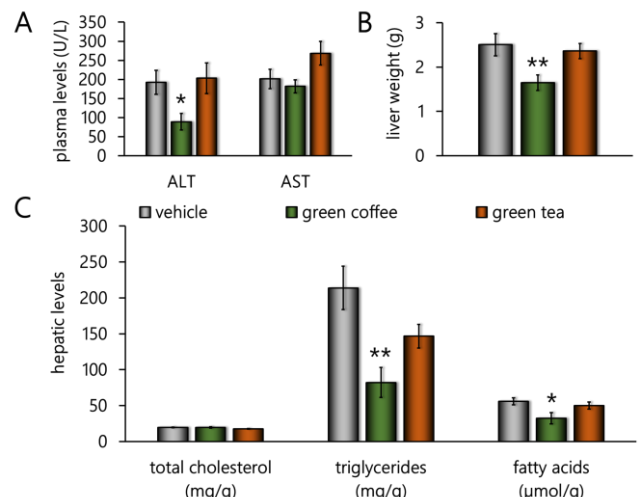 A
plasma levels (U/L)
350
300
250
200
150
100
50
0
*
ALT
AST
B
liver weight (g)
3
2
1
0
**
C
vehicle
green coffee
green tea
hepatic levels
300
250
200
150
100
50
0
**
*
total cholesterol
(mg/g)
triglycerides
(mg/g)
fatty acids
(μmol/g)